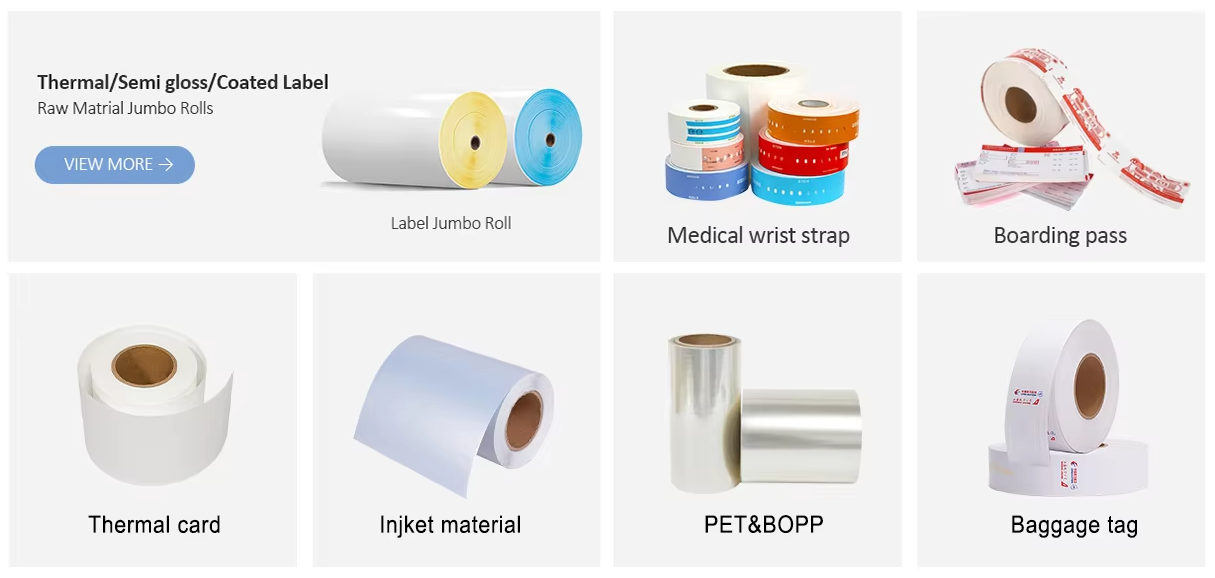 Thermal/Semi gloss/Coated Label
Raw Matrial Jumbo Rolls
VIEW MORE →
Label Jumbo Roll
Medical wrist strap
Boarding pass
Thermal card
Injket material
PET&BOPP
Baggage tag